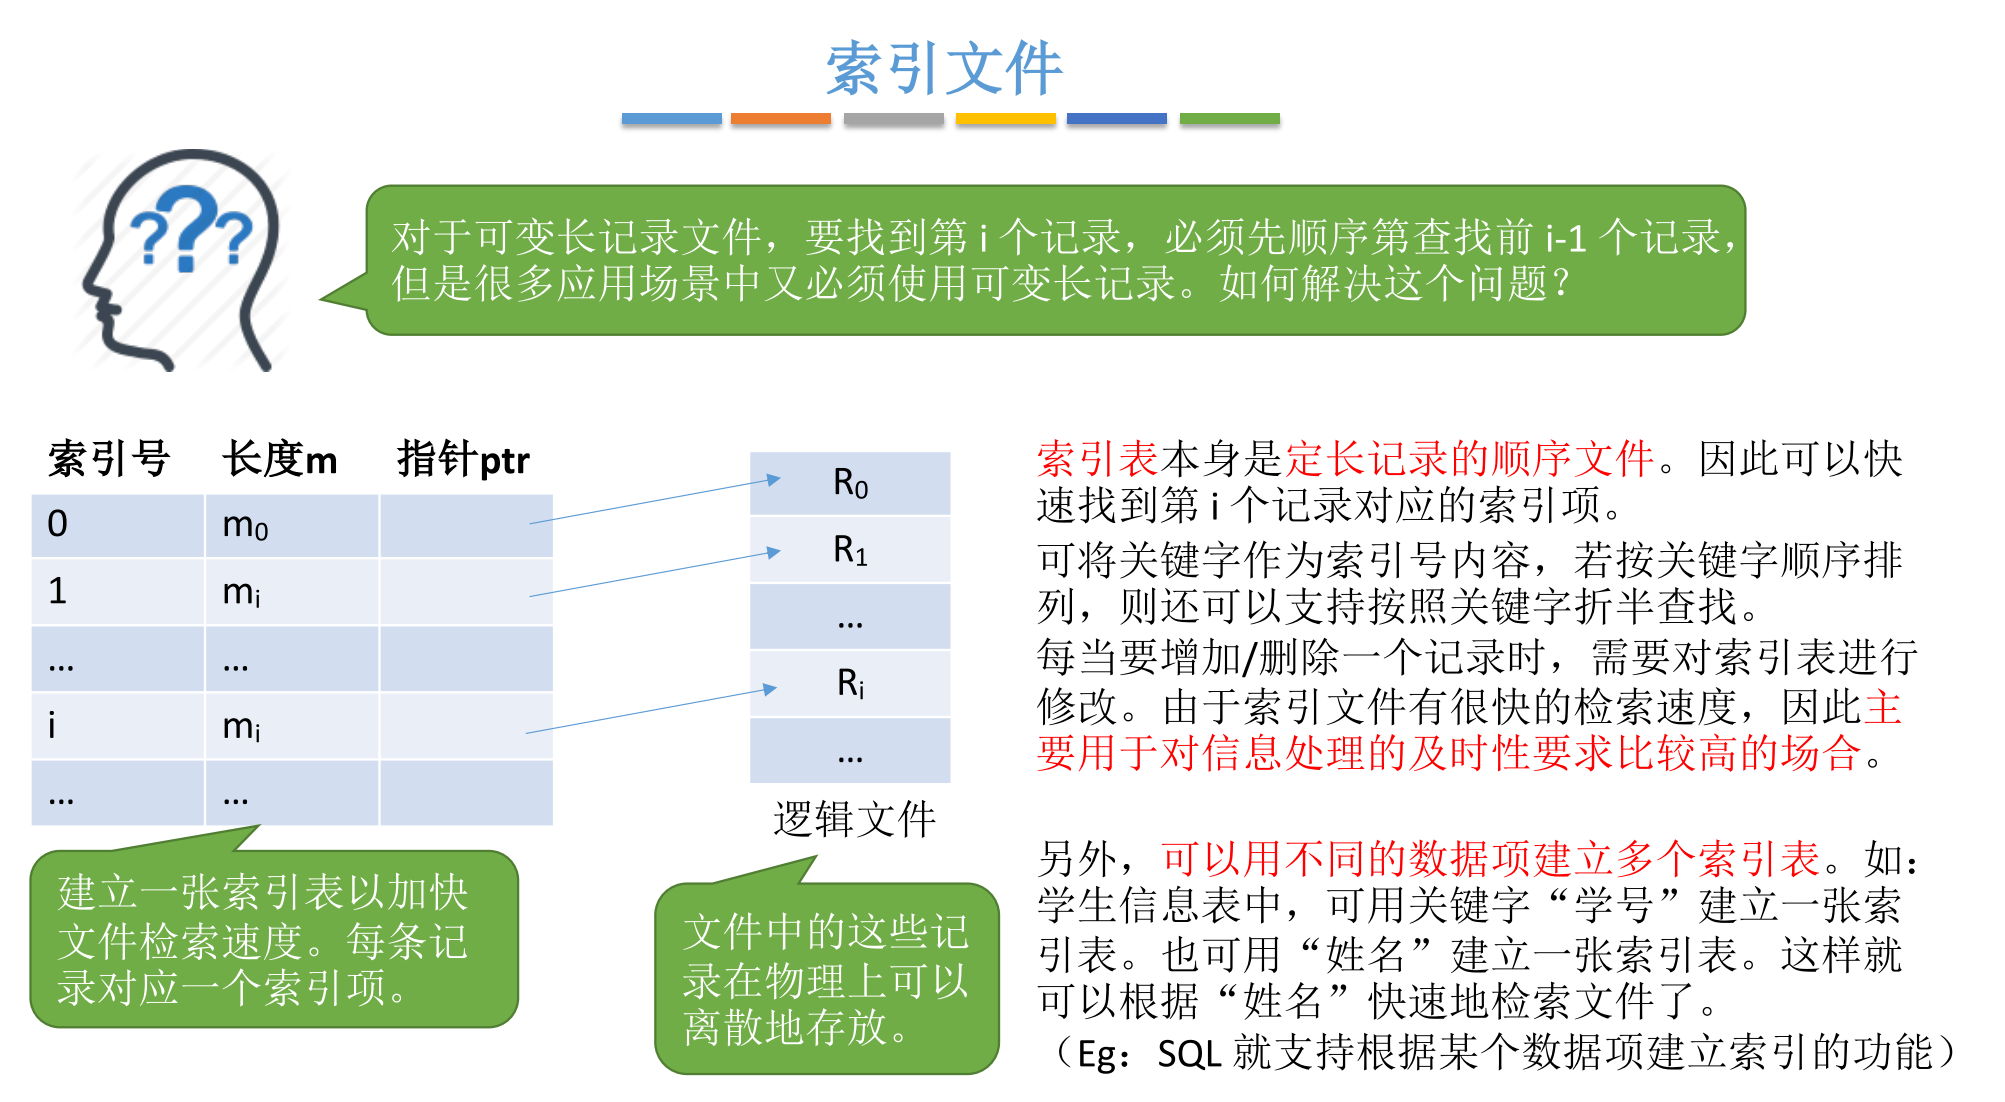 索引文件
???
对于可变长记录文件，要找到第 i 个记录，必须先顺序第查找前 i-1 个记录，
但是很多应用场景中又必须使用可变长记录。如何解决这个问题？
索引号 长度m 指针ptr
0 m₀
1 mᵢ
... ...
i mᵢ
... ...
R₀
R₁
...
Rᵢ
...
逻辑文件
建立一张索引表以加快
文件检索速度。每条记
录对应一个索引项。
文件中的这些记
录在物理上可以
离散地存放。
索引表本身是定长记录的顺序文件。因此可以快
速找到第 i 个记录对应的索引项。
可将关键字作为索引号内容，若按关键字顺序排
列，则还可以支持按照关键字折半查找。
每当要增加/删除一个记录时，需要对索引表进行
修改。由于索引文件有很快的检索速度，因此主
要用于对信息处理的及时性要求比较高的场合。
另外，可以用不同的数据项建立多个索引表。如：
学生信息表中，可用关键字“学号”建立一张索
引表。也可用“姓名”建立一张索引表。这样就
可以根据“姓名”快速地检索文件了。
（Eg：SQL 就支持根据某个数据项建立索引的功能）